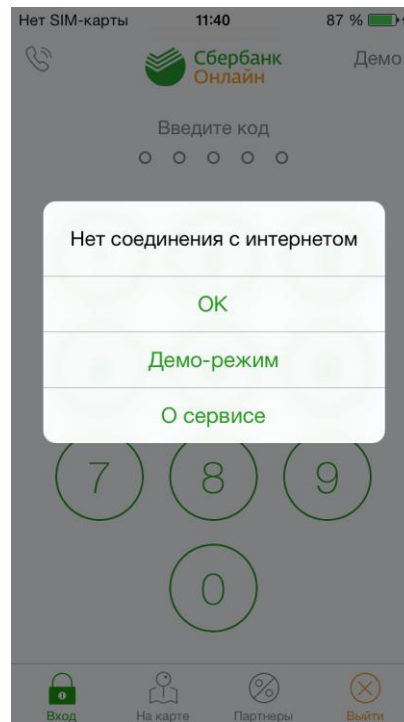 Нет SIM-карты 11:40 87 %
Сбербанк
Онлайн
Демо
Введите код
Нет соединения с интернетом
OK
Демо-режим
О сервисе
7 8 9
0
Вход На карте Партнеры Выйти